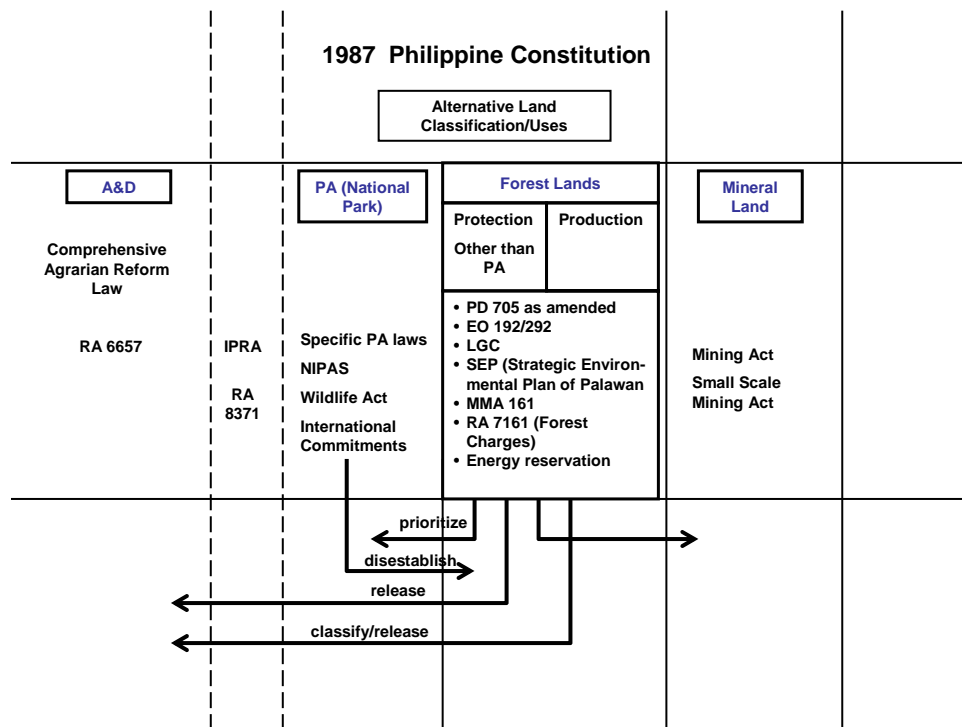 1987 Philippine Constitution
Alternative Land
Classification/Uses
A&D
Comprehensive
Agrarian Reform
Law
RA 6657
IPRA
RA
8371
PA (National
Park)
Specific PA laws
NIPAS
Wildlife Act
International
Commitments
Forest Lands
Protection
Other than
PA
Production
• PD 705 as amended
• EO 192/292
• LGC
• SEP (Strategic Environ-
mental Plan of Palawan
• MMA 161
• RA 7161 (Forest
Charges)
• Energy reservation
Mineral
Land
Mining Act
Small Scale
Mining Act
prioritize
disestablish
release
classify/release